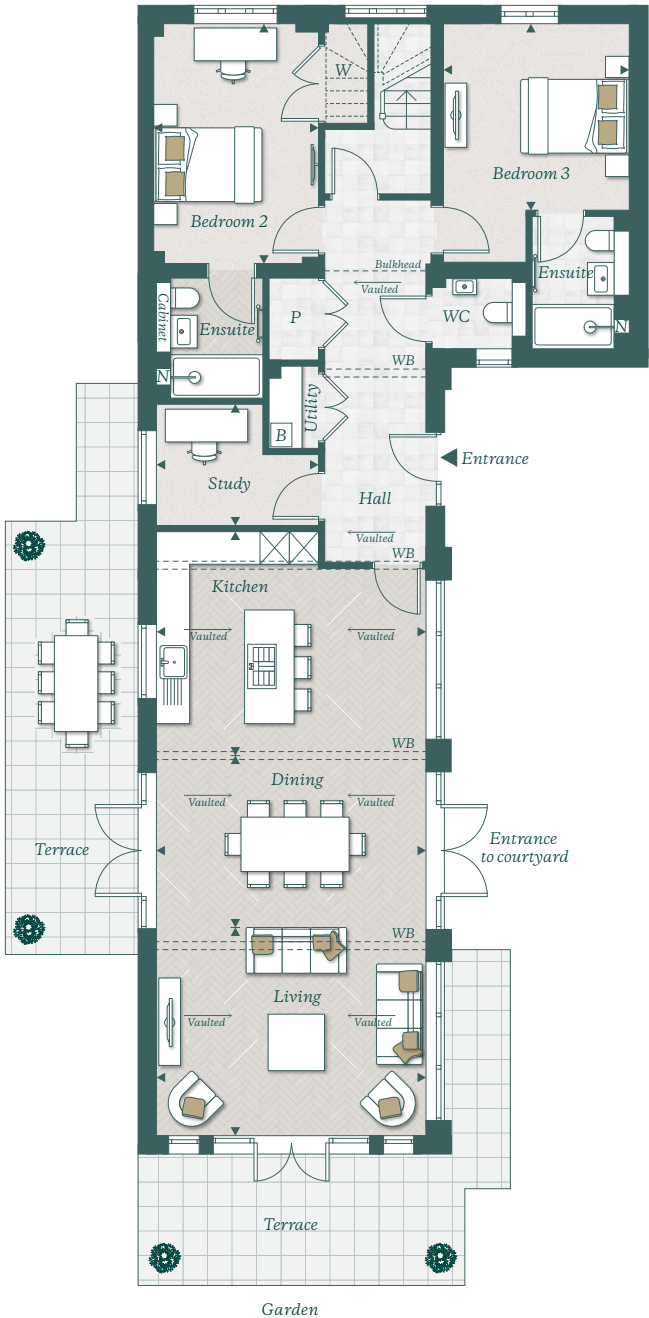 W
Bedroom 3
Bedroom 2
Bulkhead
Vaulted
Ensuite
Cabinet
Ensuite
P
WC
N
WB
N
Utility
B
Entrance
Study
Hall
Vaulted
WB
Kitchen
Vaulted
Vaulted
WB
Dining
Vaulted
Vaulted
Terrace
Entrance
to courtyard
WB
Living
Vaulted
Vaulted
Terrace
Garden